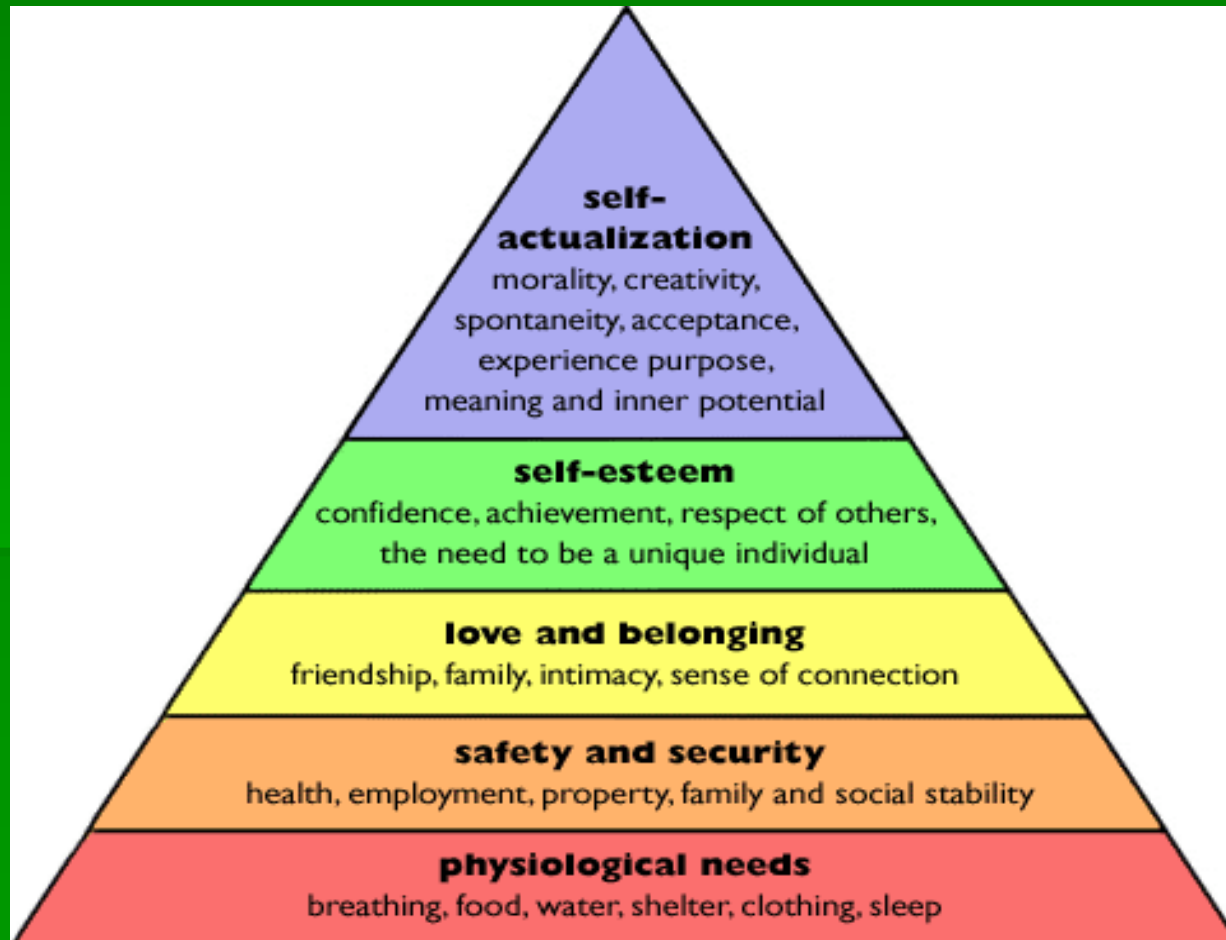 self-
actualization
morality, creativity,
spontaneity, acceptance,
experience purpose,
meaning and inner potential
self-esteem
confidence, achievement, respect of others,
the need to be a unique individual
love and belonging
friendship, family, intimacy, sense of connection
safety and security
health, employment, property, family and social stability
physiological needs
breathing, food, water, shelter, clothing, sleep